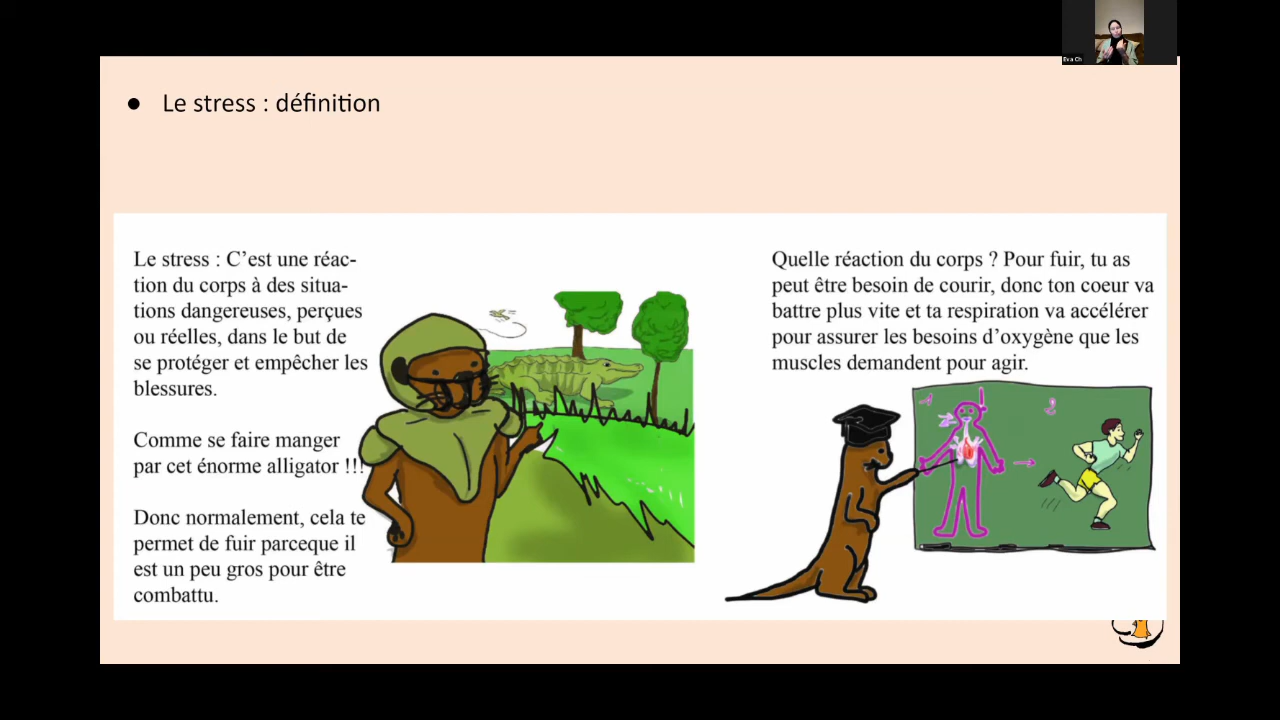 Eva Ch
● Le stress : définition
Le stress : C’est une réac-
tion du corps à des situa-
tions dangereuses, perçues
ou réelles, dans le but de
se protéger et empêcher les
blessures.
Comme se faire manger
par cet énorme alligator !!!
Donc normalement, cela te
permet de fuir parceque il
est un peu gros pour être
combattu.
Quelle réaction du corps ? Pour fuir, tu as
peut être besoin de courir, donc ton coeur va
battre plus vite et ta respiration va accélérer
pour assurer les besoins d’oxygène que les
muscles demandent pour agir.